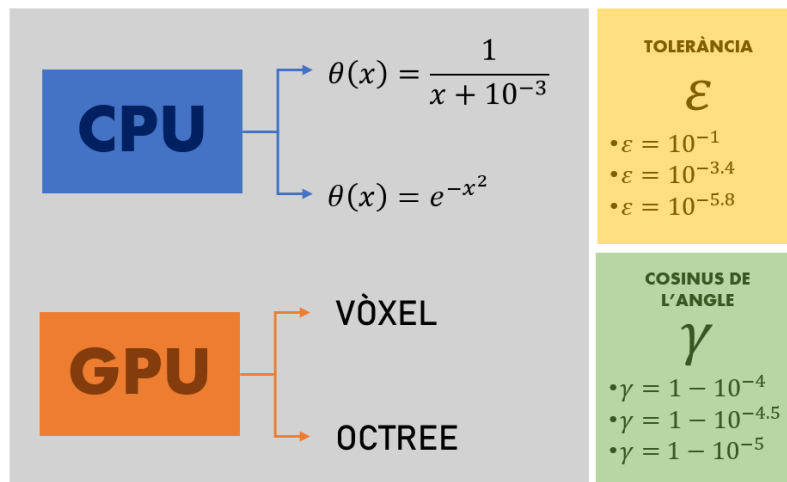 CPU
θ(x) = 1 / (x + 10⁻³)
θ(x) = e^(-x²)
GPU
VÒXEL
OCTREE
TOLERÀNCIA
ε
•ε = 10⁻¹
•ε = 10^(−3.4)
•ε = 10^(−5.8)
COSINUS DE
L'ANGLE
γ
•γ = 1 − 10⁻⁴
•γ = 1 − 10^(−4.5)
•γ = 1 − 10⁻⁵